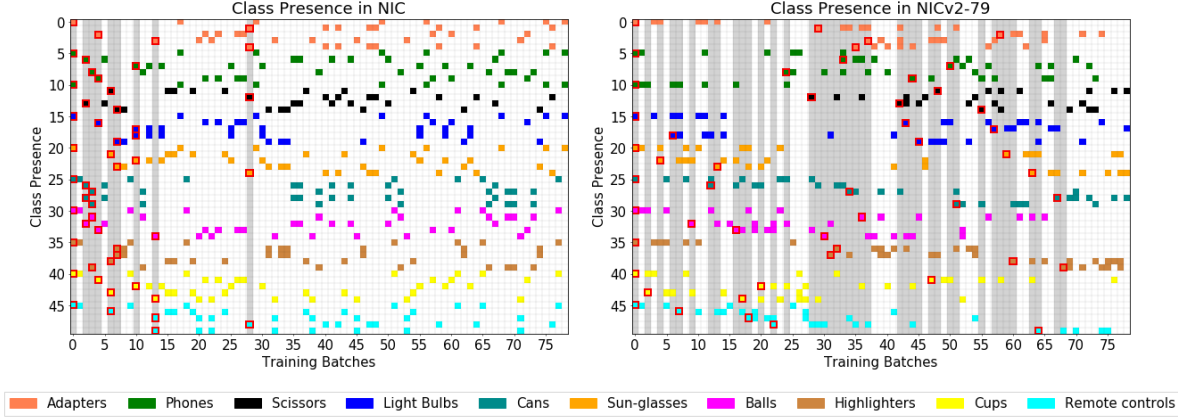 Class Presence in NIC
Class Presence
0
5
10
15
20
25
30
35
40
45
0 5 10 15 20 25 30 35 40 45 50 55 60 65 70 75
Training Batches
Class Presence in NICv2-79
Class Presence
0
5
10
15
20
25
30
35
40
45
0 5 10 15 20 25 30 35 40 45 50 55 60 65 70 75
Training Batches
Adapters Phones Scissors Light Bulbs Cans Sun-glasses Balls Highlighters Cups Remote controls